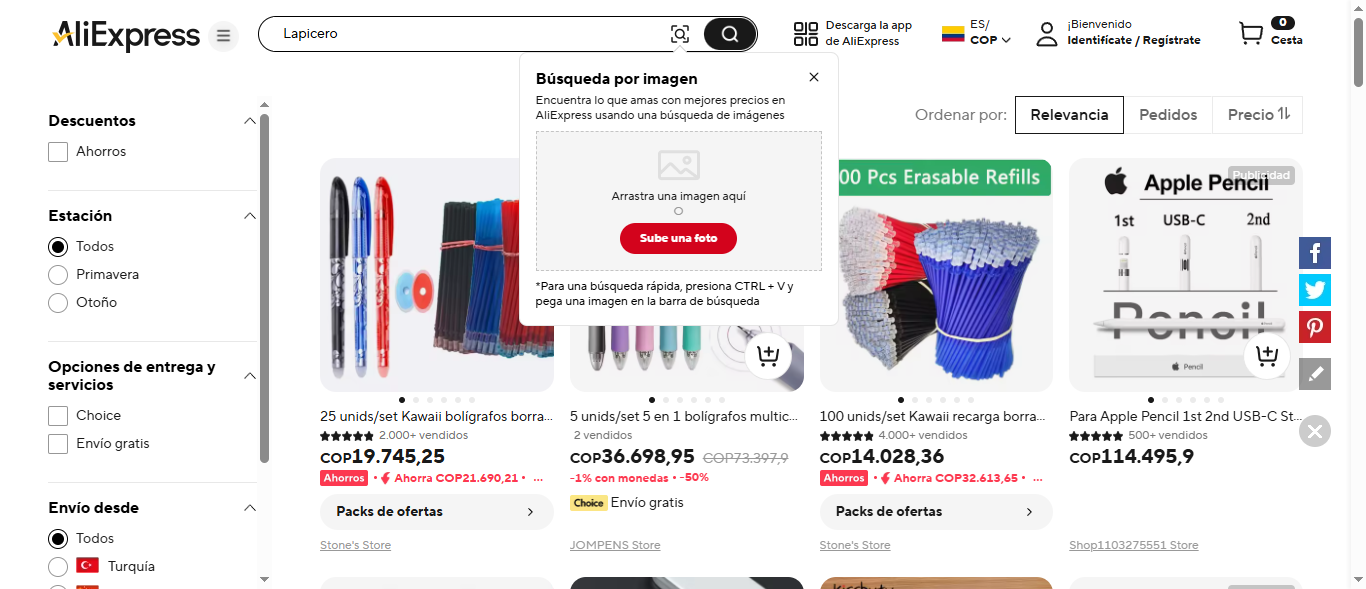 AliExpress
Lapicero
Descarga la app
de AliExpress
ES/
COP
¡Bienvenido
Identifícate / Regístrate
0
Cesta
Búsqueda por imagen
Encuentra lo que amas con mejores precios en
AliExpress usando una búsqueda de imágenes
Arrastra una imagen aquí
O
Sube una foto
*Para una búsqueda rápida, presiona CTRL + V y
pega una imagen en la barra de búsqueda
Ordenar por:
Relevancia
Pedidos
Precio
Descuentos
Ahorros
Estación
Todos
Primavera
Otoño
Opciones de entrega y
servicios
Choice
Envío gratis
Envío desde
Todos
Turquía
00 Pcs Erasable Refills
Publicidad
Apple Pencil
1st
USB-C
2nd
Pencil
Pencil
25 unids/set Kawaii bolígrafos borra...
2.000+ vendidos
COP19.745,25
Ahorros
Ahorra COP21.690,21
...
Packs de ofertas
Stone's Store
5 unids/set 5 en 1 bolígrafos multic...
2 vendidos
COP36.698,95
COP73.397,9
-1% con monedas
-50%
Choice
Envío gratis
JOMPENS Store
100 unids/set Kawaii recarga borra...
4.000+ vendidos
COP14.028,36
Ahorros
Ahorra COP32.613,65
...
Packs de ofertas
Stone's Store
Para Apple Pencil 1st 2nd USB-C St...
500+ vendidos
COP114.495,9
Shop1103275551 Store